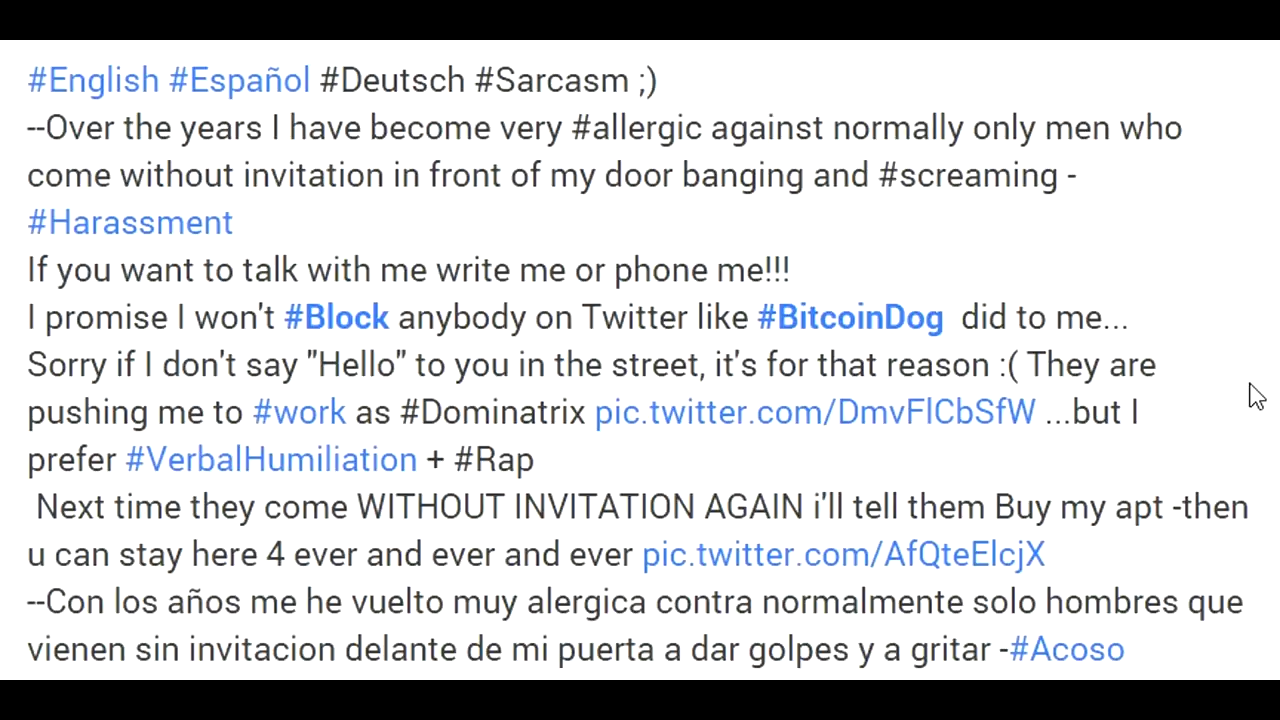 #English #Español #Deutsch #Sarcasm ;)
--Over the years I have become very #allergic against normally only men who
come without invitation in front of my door banging and #screaming -
#Harassment
If you want to talk with me write me or phone me!!!
I promise I won't #Block anybody on Twitter like #BitcoinDog did to me...
Sorry if I don't say "Hello" to you in the street, it's for that reason :( They are
pushing me to #work as #Dominatrix pic.twitter.com/DmvFlCbSfW ...but I
prefer #VerbalHumiliation + #Rap
Next time they come WITHOUT INVITATION AGAIN i'll tell them Buy my apt -then
u can stay here 4 ever and ever and ever pic.twitter.com/AfQteElcjX
--Con los años me he vuelto muy alergica contra normalmente solo hombres que
vienen sin invitacion delante de mi puerta a dar golpes y a gritar -#Acoso